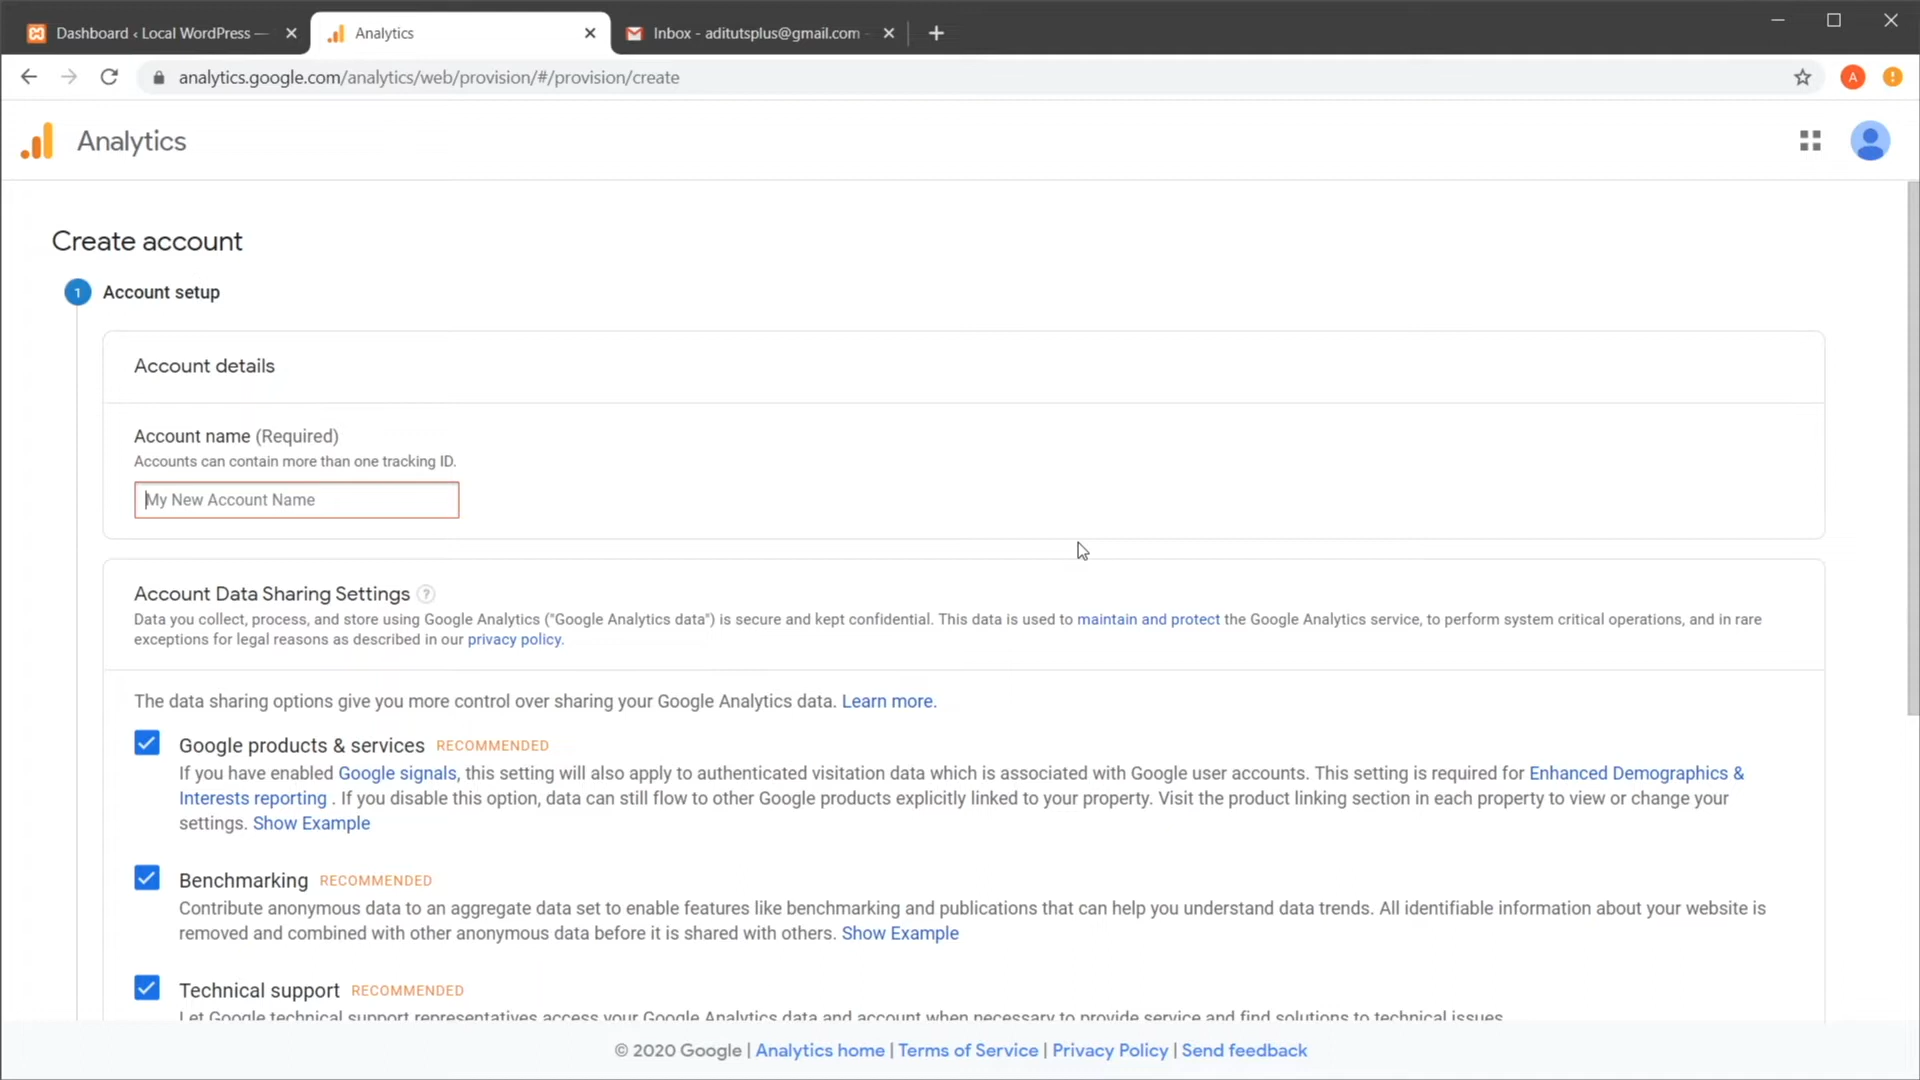 Dashboard ‹ Local WordPress —
Analytics
Inbox - aditutsplus@gmail.com -
analytics.google.com/analytics/web/provision/#/provision/create
A
Analytics
Create account
1 Account setup
Account details
Account name (Required)
Accounts can contain more than one tracking ID.
My New Account Name
Account Data Sharing Settings ?
Data you collect, process, and store using Google Analytics ("Google Analytics data") is secure and kept confidential. This data is used to maintain and protect the Google Analytics service, to perform system critical operations, and in rare
exceptions for legal reasons as described in our privacy policy.
The data sharing options give you more control over sharing your Google Analytics data. Learn more.
Google products & services RECOMMENDED
If you have enabled Google signals, this setting will also apply to authenticated visitation data which is associated with Google user accounts. This setting is required for Enhanced Demographics &
Interests reporting . If you disable this option, data can still flow to other Google products explicitly linked to your property. Visit the product linking section in each property to view or change your
settings. Show Example
Benchmarking RECOMMENDED
Contribute anonymous data to an aggregate data set to enable features like benchmarking and publications that can help you understand data trends. All identifiable information about your website is
removed and combined with other anonymous data before it is shared with others. Show Example
Technical support RECOMMENDED
Let Google technical support representatives access your Google Analytics data and account when necessary to provide service and find solutions to technical issues.
© 2020 Google | Analytics home | Terms of Service | Privacy Policy | Send feedback